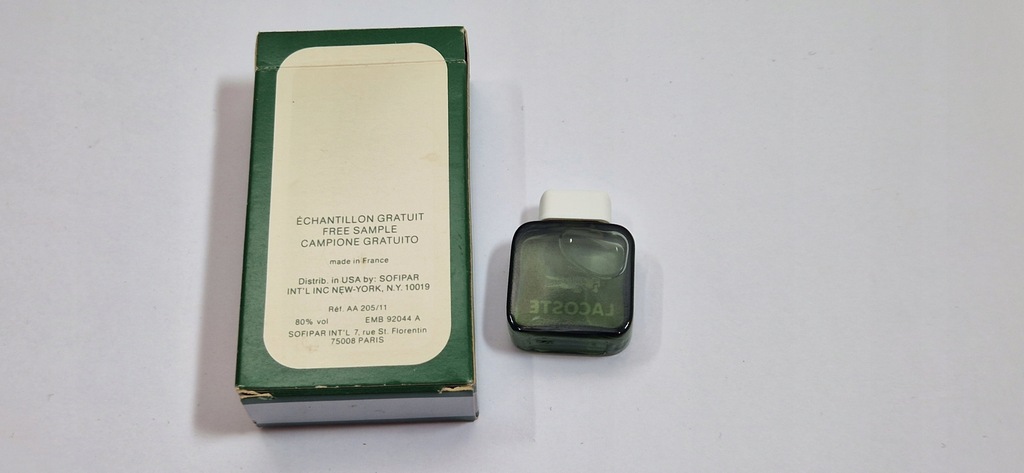 ÉCHANTILLON GRATUIT
FREE SAMPLE
CAMPIONE GRATUITO
made in France
Distrib. in USA by: SOFIPAR
INT'L INC NEW-YORK, N.Y. 10019
Réf. AA 205/11
80% vol EMB 92044 A
SOFIPAR INT'L 7, rue St. Florentin
75008 PARIS
LACOSTE